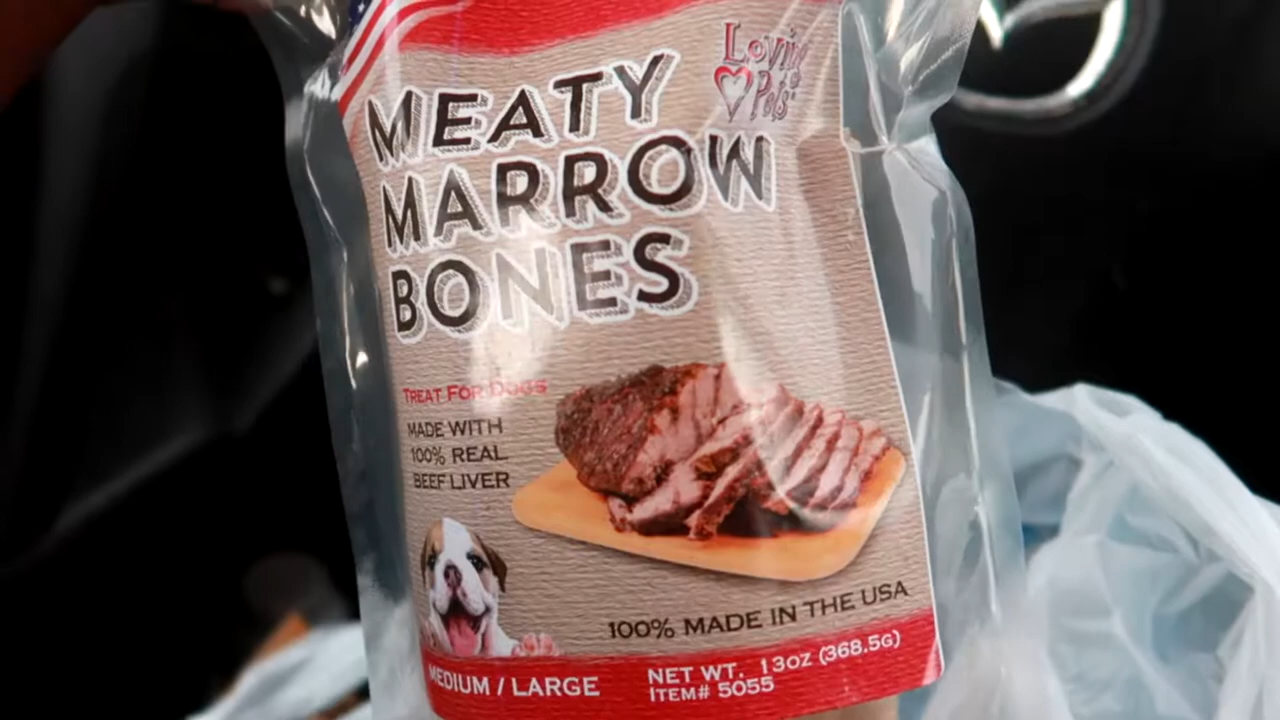 Loving
Pets
MEATY
MARROW
BONES
TREAT FOR DOGS
MADE WITH
100% REAL
BEEF LIVER
100% MADE IN THE USA
MEDIUM / LARGE
NET WT. 13OZ (368.5G)
ITEM# 5055